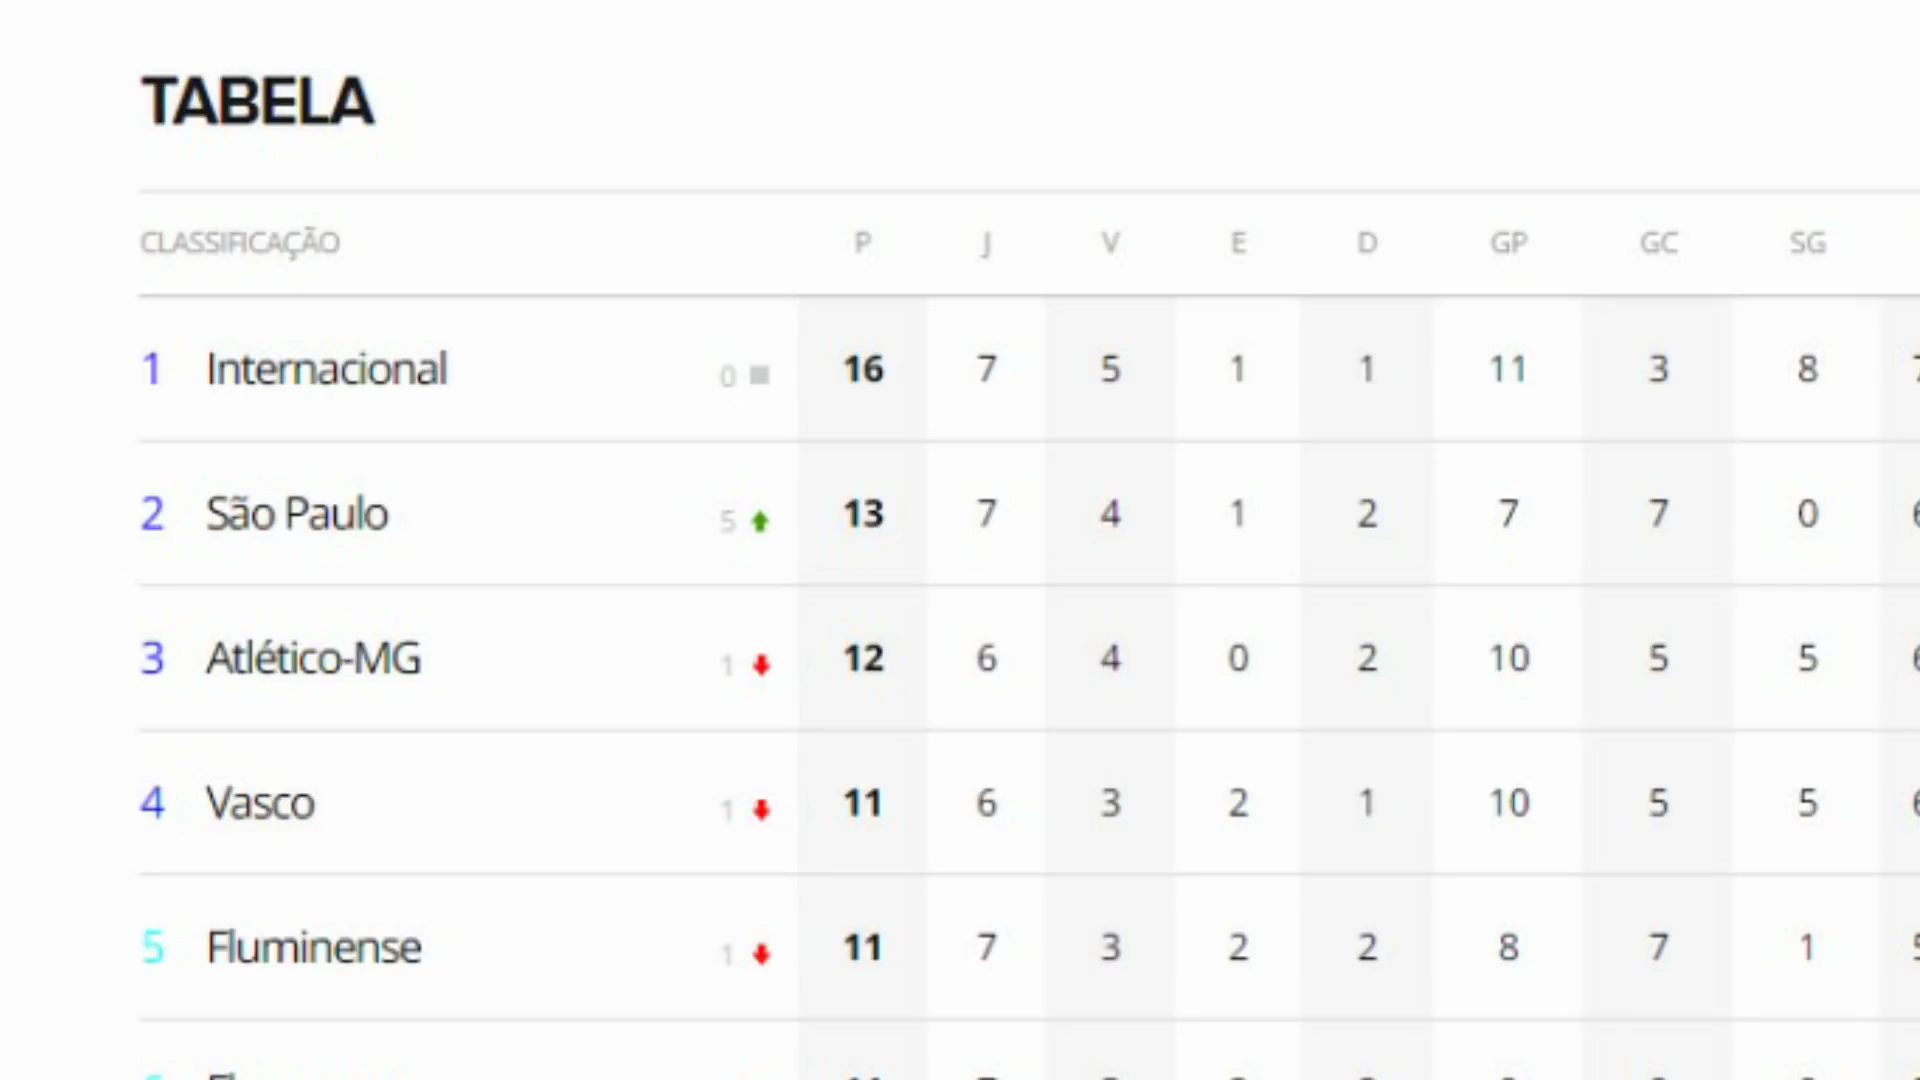 TABELA
CLASSIFICAÇÃO P J V E D GP GC SG
1 Internacional 0 16 7 5 1 1 11 3 8
2 São Paulo 5 13 7 4 1 2 7 7 0
3 Atlético-MG 1 12 6 4 0 2 10 5 5
4 Vasco 1 11 6 3 2 1 10 5 5
5 Fluminense 1 11 7 3 2 2 8 7 1